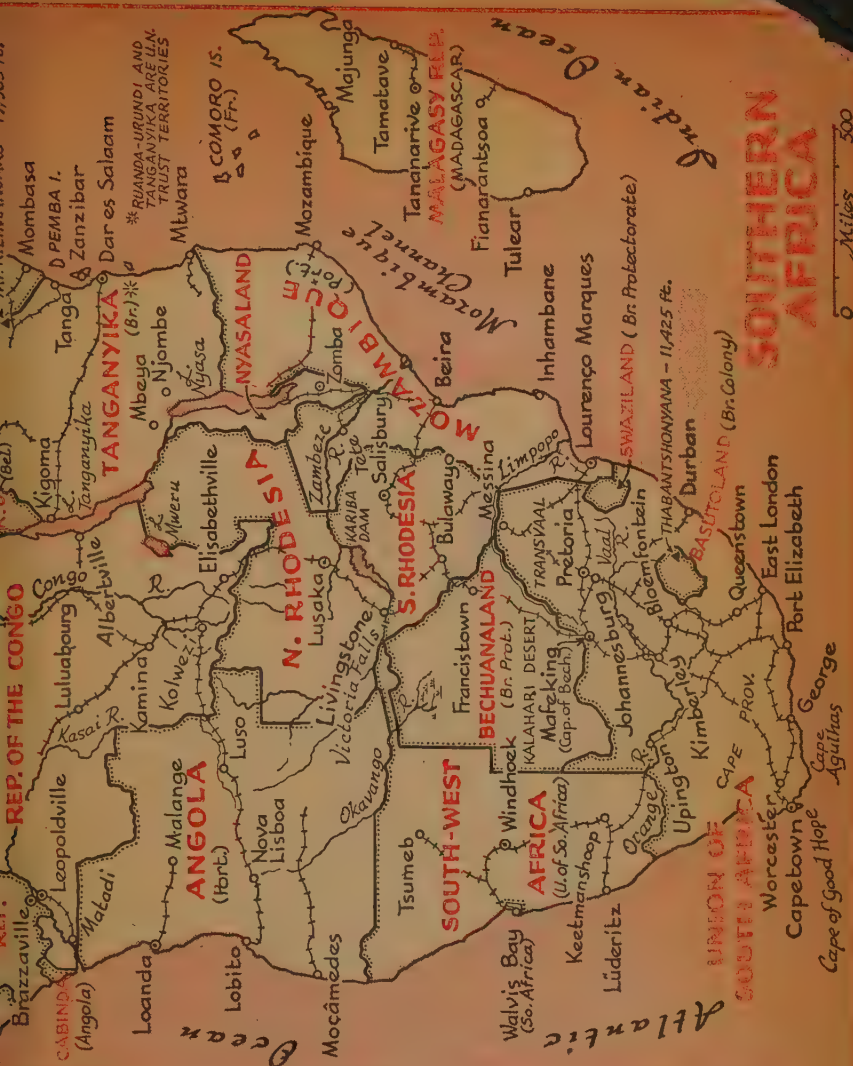 Mombasa
PEMBA I.
Zanzibar
Dar es Salaam
*RUANDA-URUNDI AND
TANGANYIKA ARE U.N.
TRUST TERRITORIES
Mtwara
COMORO IS.
(Fr.)
Majunga
Tamatave
Tananarive
MALAGASY REP.
(MADAGASCAR)
Fianarantsoa
Tulear
Indian Ocean
Mozambique
Mozambique
Channel
(Bel)
Kigoma
Tanga
L.
Tanganyika
TANGANYIKA
(Br.)*
Mbeya
Njombe
L.
Nyasa
NYASALAND
MOZAMBIQUE
(Port.)
Zomba
Beira
Inhambane
Lourenço Marques
SWAZILAND (Br. Protectorate)
REP. OF THE CONGO
Congo
R.
Luluabourg
Albertville
L.
Mweru
Elisabethville
Kamina
Kolwezi
Kasai R.
Leopoldville
Brazzaville
CABINDA
(Angola)
Matadi
Loanda
Malange
ANGOLA
(Port.)
Luso
Nova
Lisboa
Lobito
Moçâmedes
Okavango
R.
N. RHODESIA
Lusaka
Zambeze
R.
Tete
KARIBA
DAM
Salisbury
Livingstone
Victoria Falls
S. RHODESIA
Bulawayo
Messina
Limpopo
R.
Francistown
BECHUANALAND
(Br. Prot.)
KALAHARI DESERT
Mafeking
(Cap. of Bech.)
TRANSVAAL
Pretoria
Johannesburg
Vaal
R.
Bloemfontein
THABANTSHONYANA-11,425 ft.
Durban
BASUTOLAND (Br. Colony)
Tsumeb
SOUTH-WEST
AFRICA
(U. of So. Africa)
Windhoek
Walvis Bay
(So. Africa)
Keetmanshoop
Lüderitz
Orange R.
Upington
Kimberley
CAPE PROV.
UNION OF
SOUTH AFRICA
Queenstown
East London
Port Elizabeth
George
Cape
Agulhas
Worcester
Capetown
Cape of Good Hope
Atlantic
Ocean
SOUTHERN
AFRICA
0 Miles 500